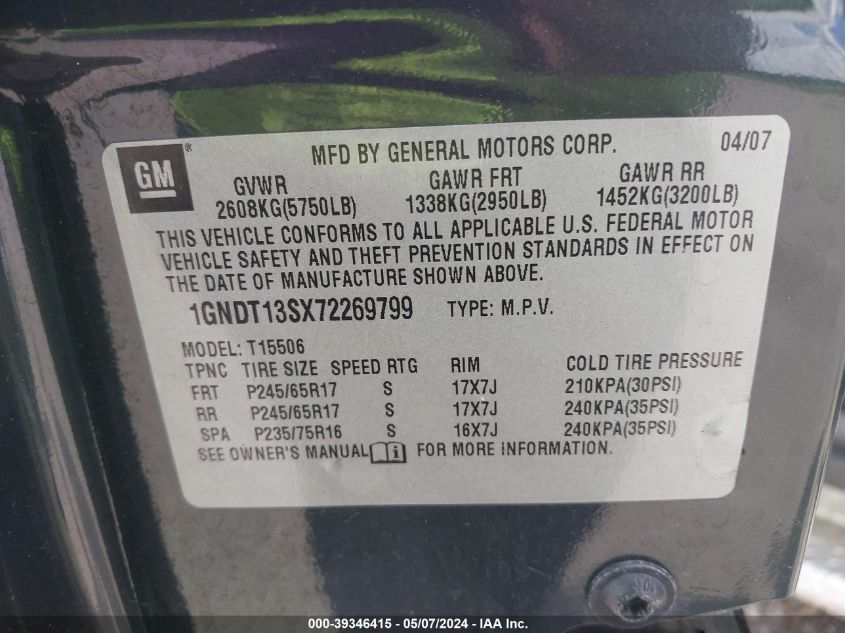 GM®
MFD BY GENERAL MOTORS CORP. 04/07
GVWR GAWR FRT GAWR RR
2608KG(5750LB) 1338KG(2950LB) 1452KG(3200LB)
THIS VEHICLE CONFORMS TO ALL APPLICABLE U.S. FEDERAL MOTOR
VEHICLE SAFETY AND THEFT PREVENTION STANDARDS IN EFFECT ON
THE DATE OF MANUFACTURE SHOWN ABOVE.
1GNDT13SX72269799 TYPE: M.P.V.
MODEL: T15506
TPNC TIRE SIZE SPEED RTG RIM COLD TIRE PRESSURE
FRT P245/65R17 S 17X7J 210KPA(30PSI)
RR P245/65R17 S 17X7J 240KPA(35PSI)
SPA P235/75R16 S 16X7J 240KPA(35PSI)
SEE OWNER'S MANUAL i FOR MORE INFORMATION.
000-39346415 - 05/07/2024 - IAA Inc.